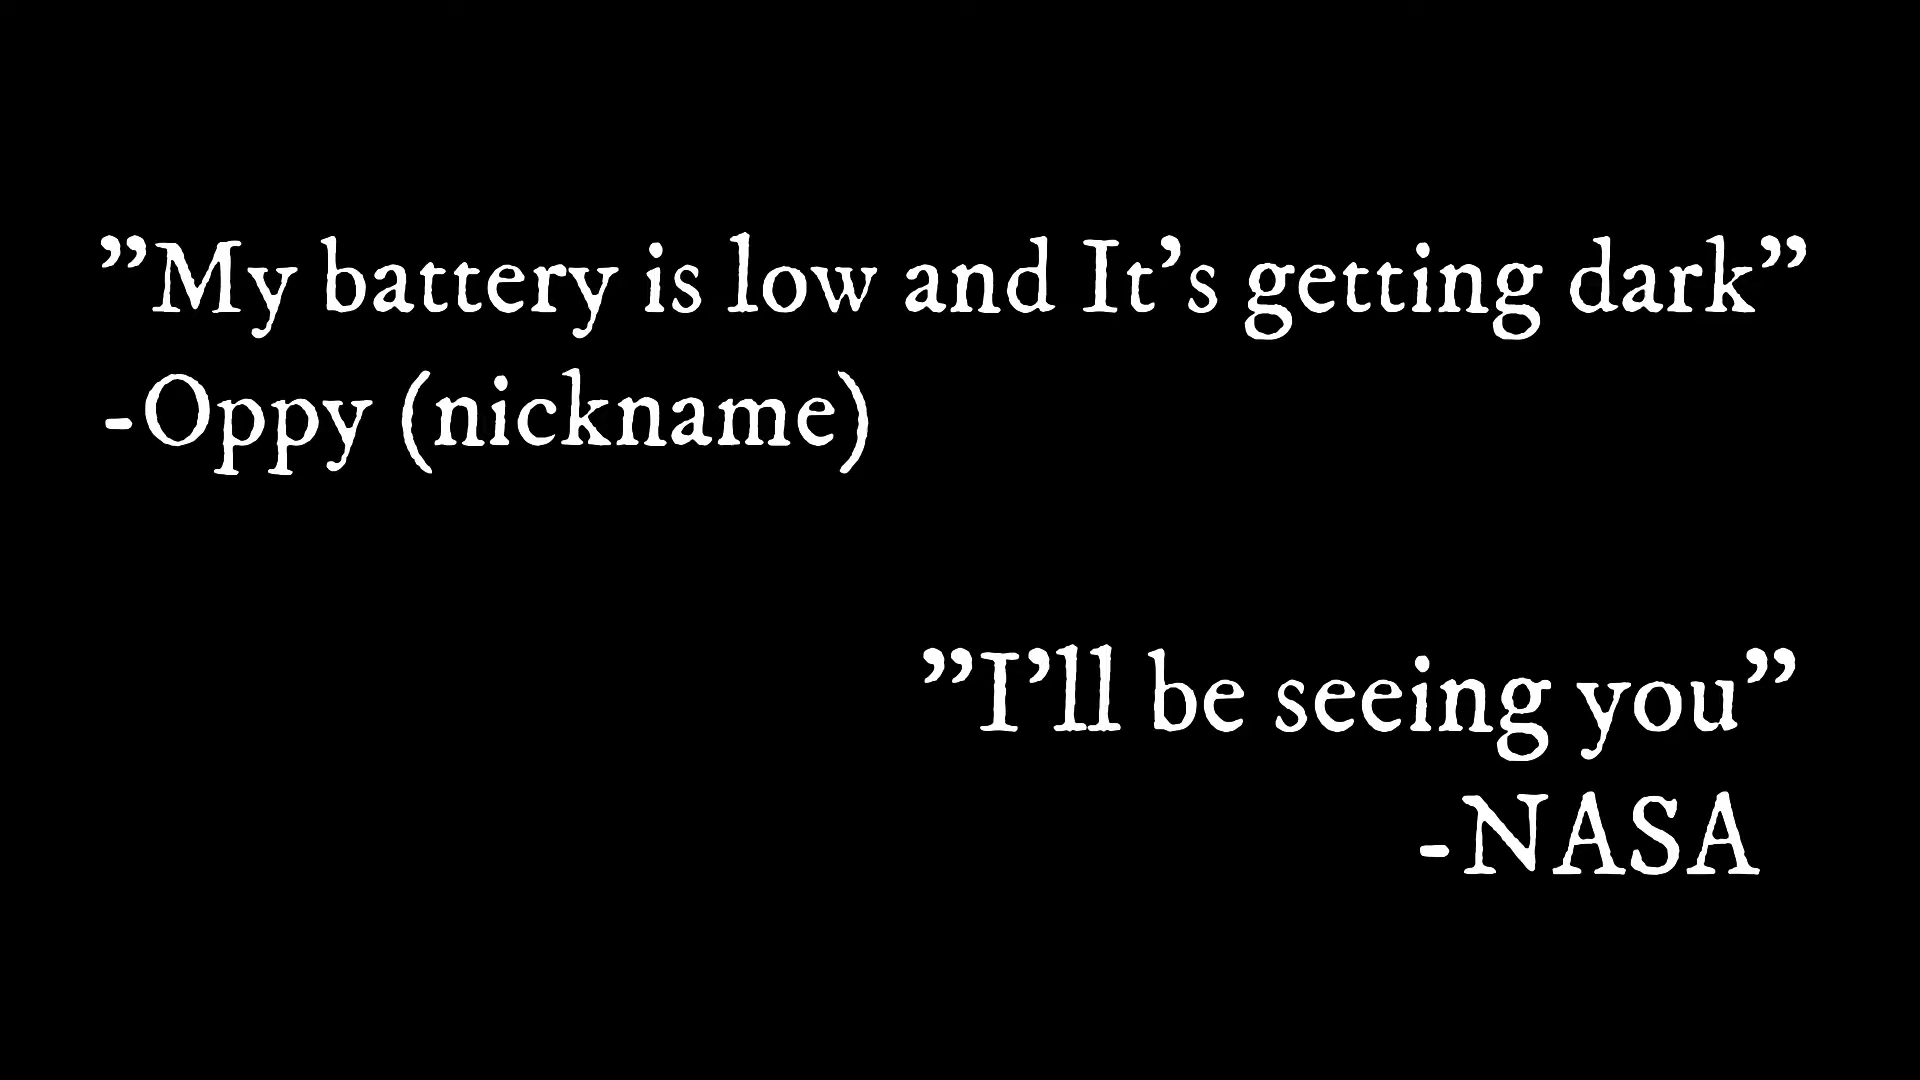 ”My battery is low and It’s getting dark”
-Oppy (nickname)
”I’ll be seeing you”
-NASA